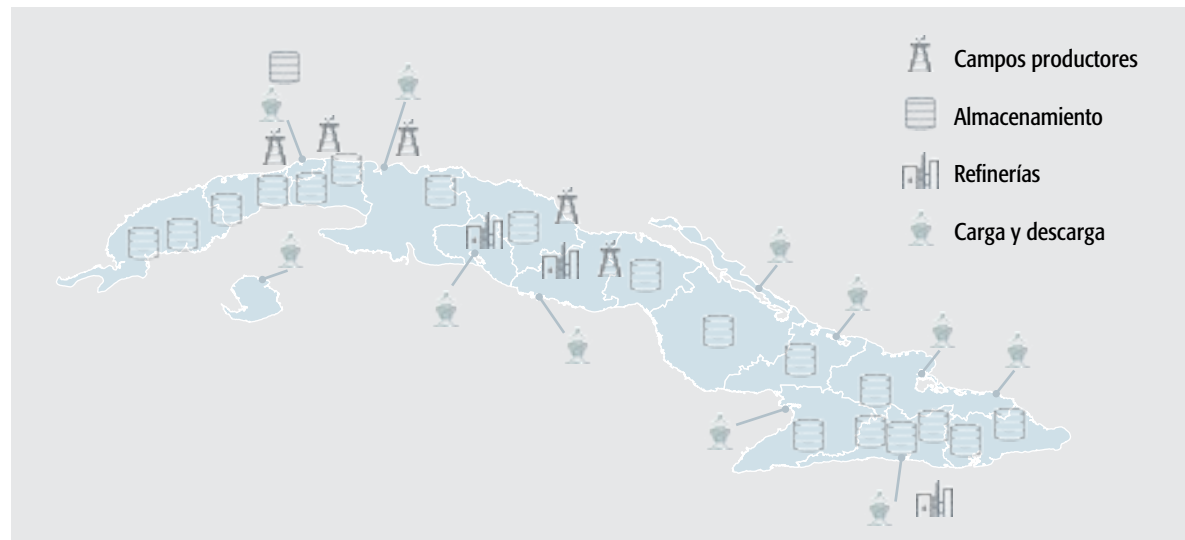 Campos productores
Almacenamiento
Refinerías
Carga y descarga